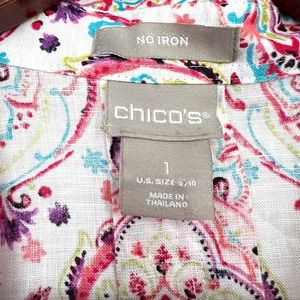 NO IRON
chico's®
1
U.S. SIZE 8/10
MADE IN
THAILAND